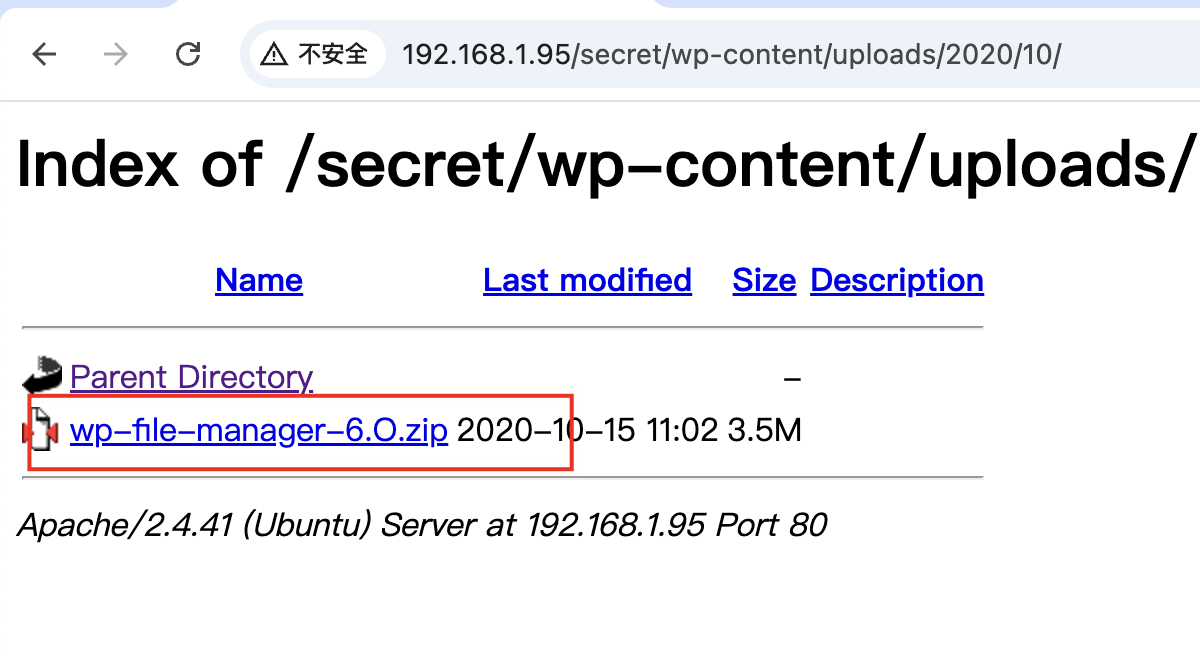 不安全 192.168.1.95/secret/wp-content/uploads/2020/10/
Index of /secret/wp-content/uploads/
Name Last modified Size Description
Parent Directory -
wp-file-manager-6.O.zip 2020-10-15 11:02 3.5M
Apache/2.4.41 (Ubuntu) Server at 192.168.1.95 Port 80